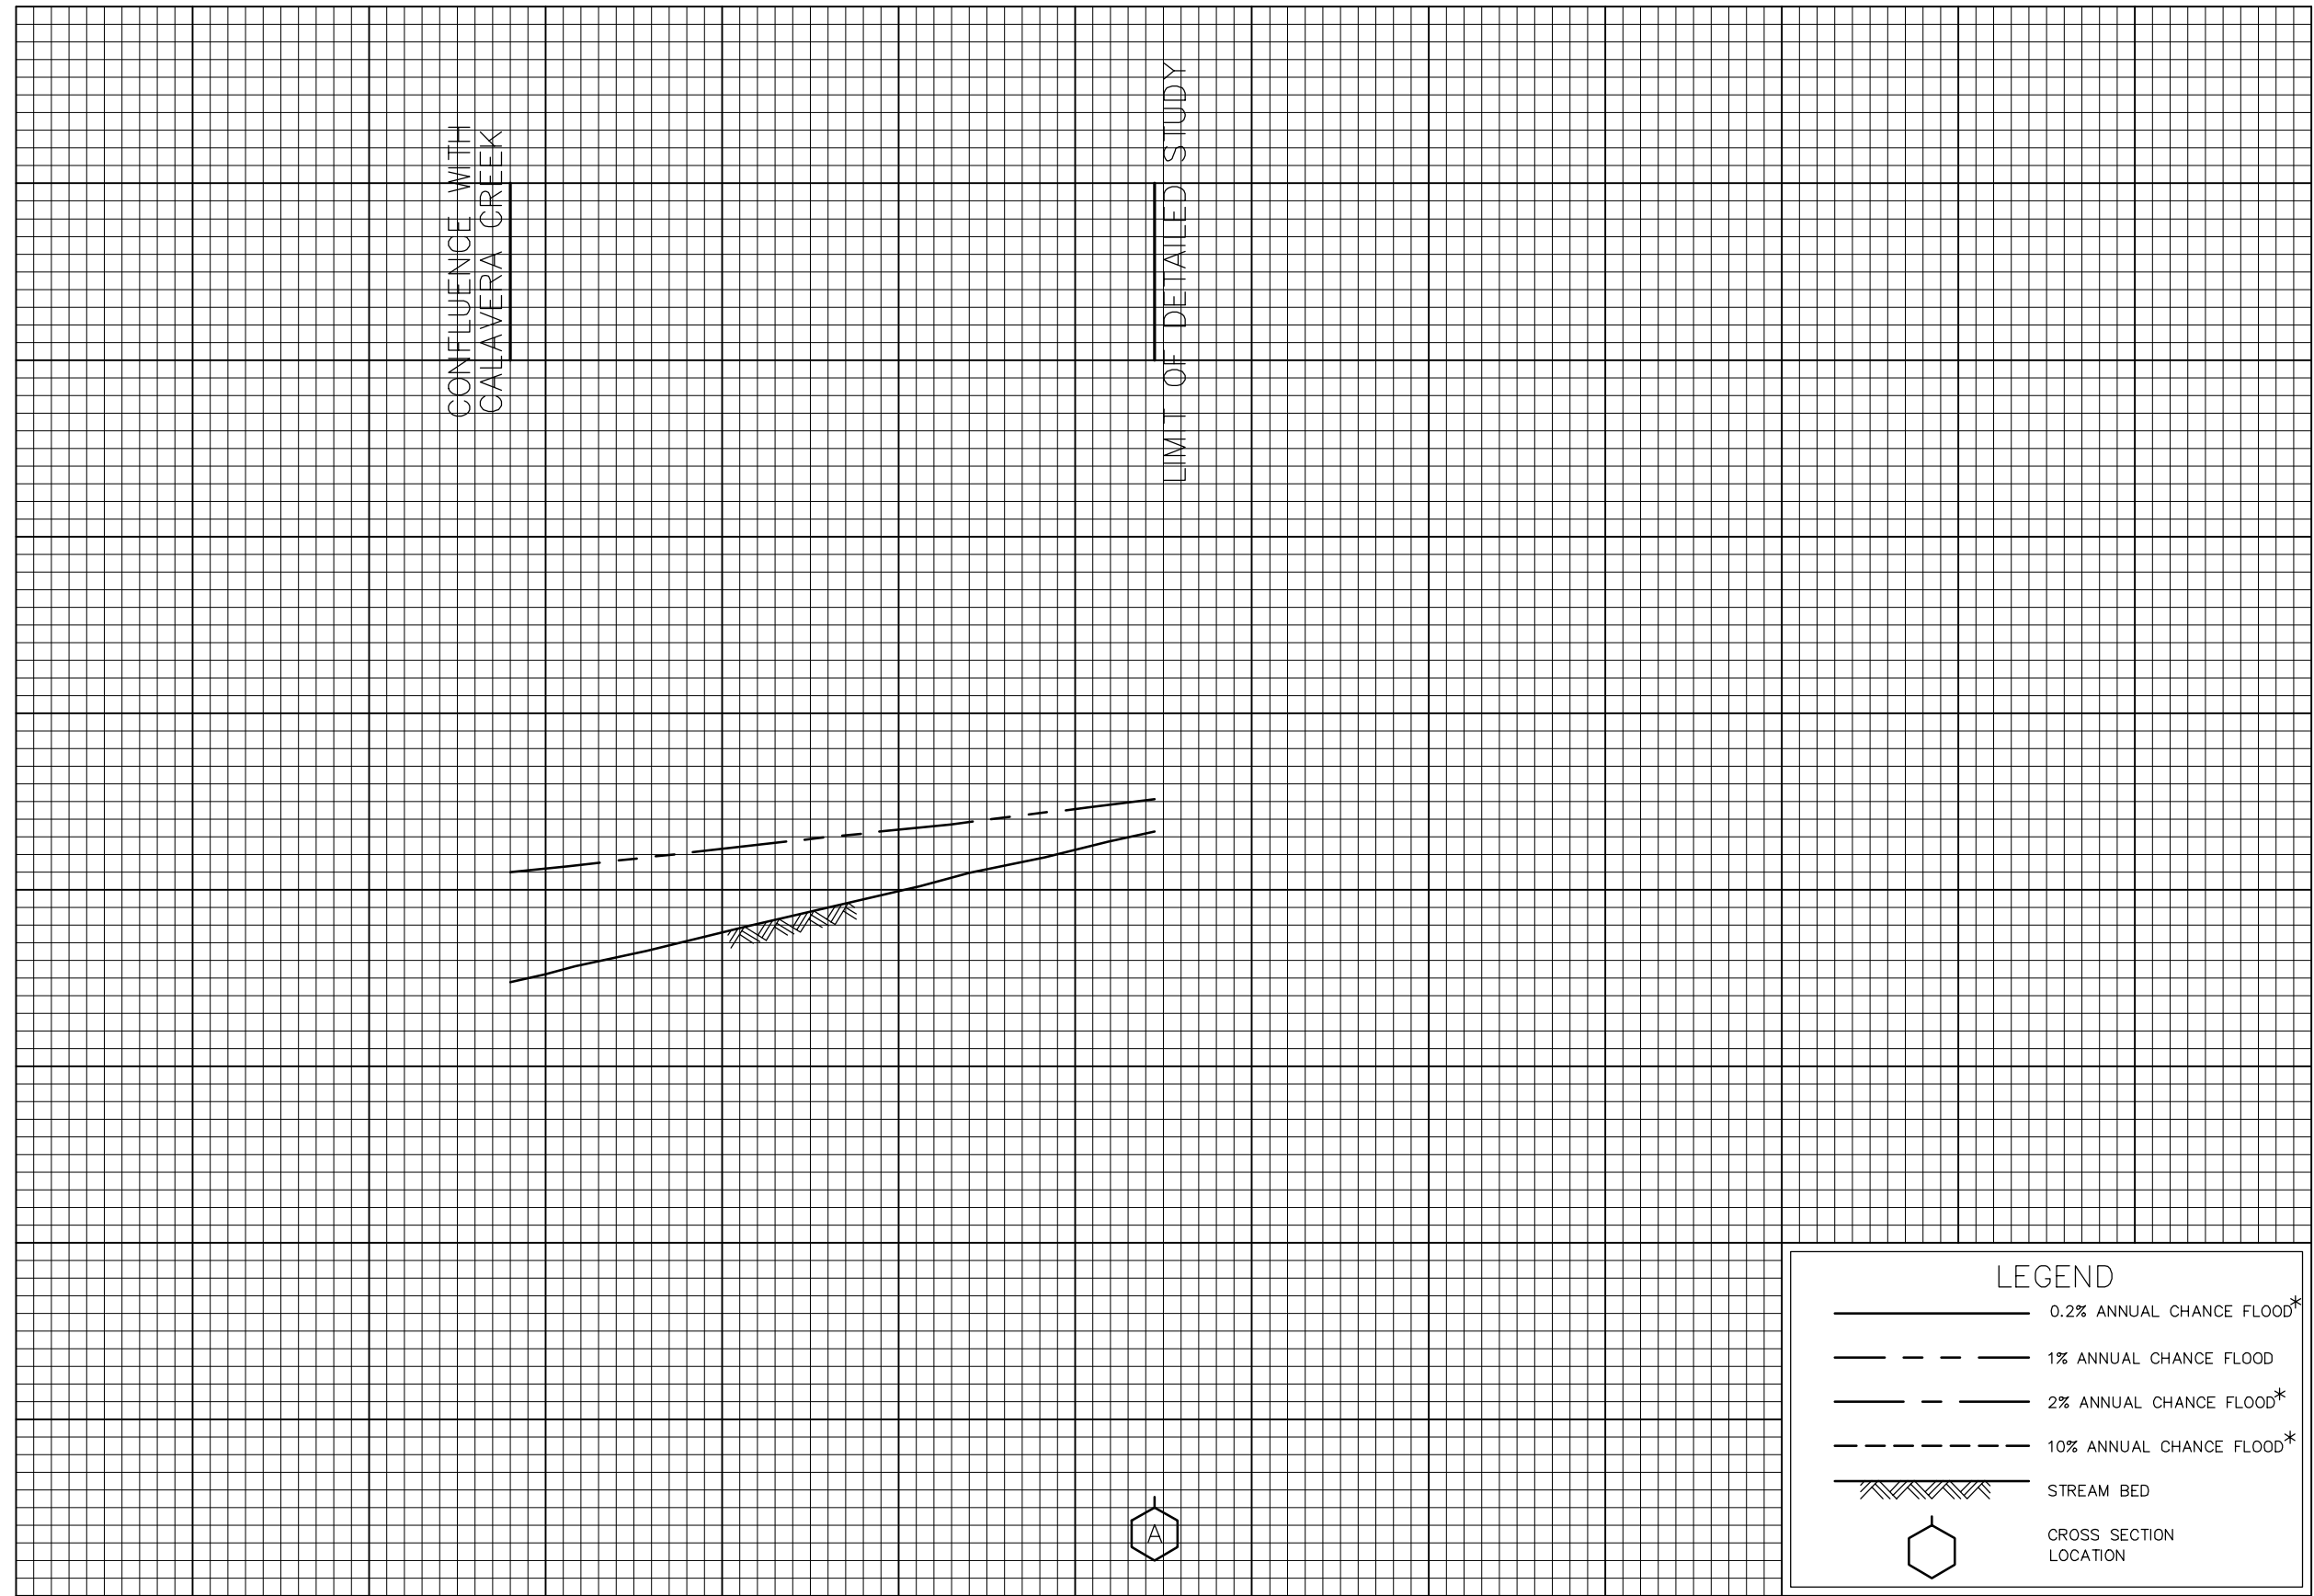 CONFLUENCE WITH
CALAVERA CREEK
LIMIT OF DETAILED STUDY
A
LEGEND
0.2% ANNUAL CHANCE FLOOD*
1% ANNUAL CHANCE FLOOD
2% ANNUAL CHANCE FLOOD*
10% ANNUAL CHANCE FLOOD*
STREAM BED
CROSS SECTION
LOCATION